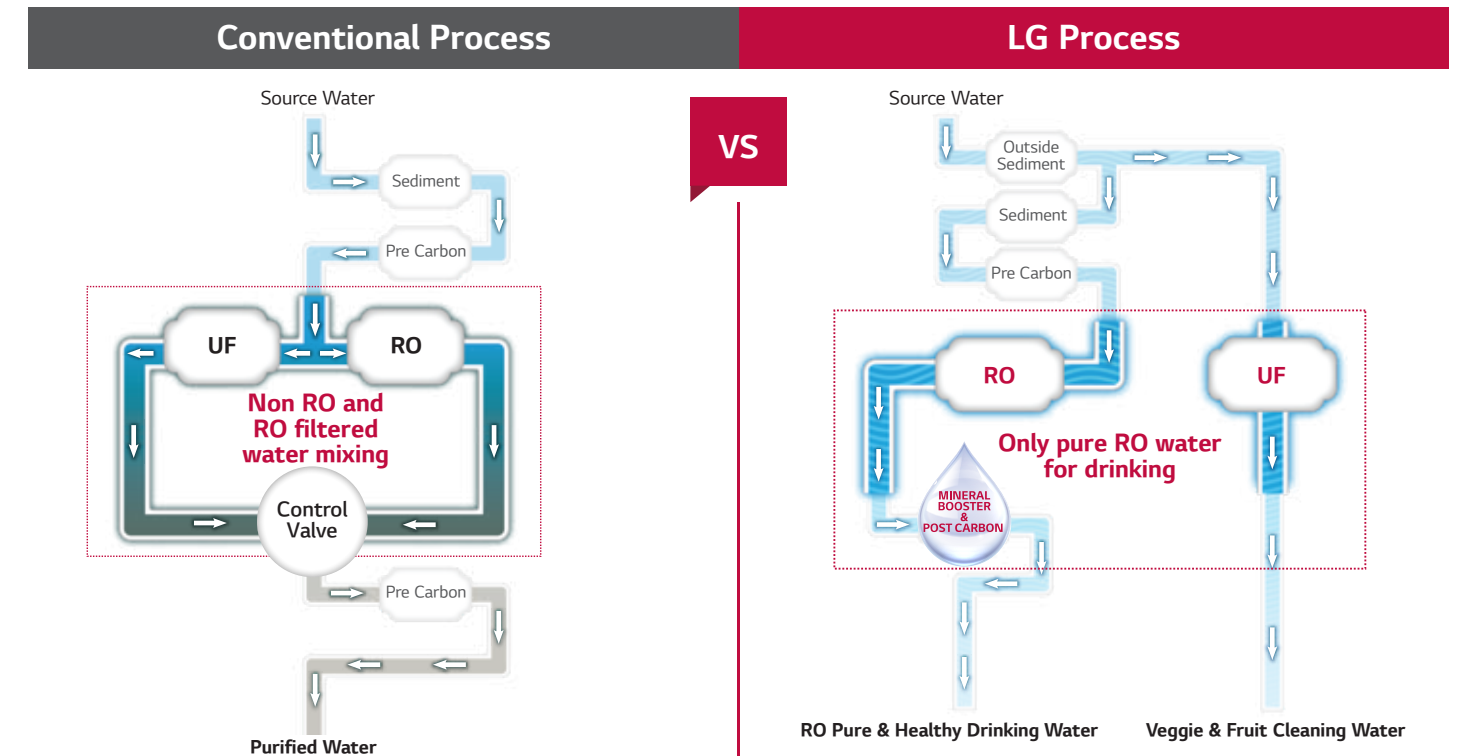 Conventional Process
LG Process
VS
Source Water
Sediment
Pre Carbon
UF
RO
Non RO and
RO filtered
water mixing
Control
Valve
Pre Carbon
Purified Water
Source Water
Outside
Sediment
Sediment
Pre Carbon
RO
UF
Only pure RO water
for drinking
MINERAL
BOOSTER
&
POST CARBON
RO Pure & Healthy Drinking Water
Veggie & Fruit Cleaning Water